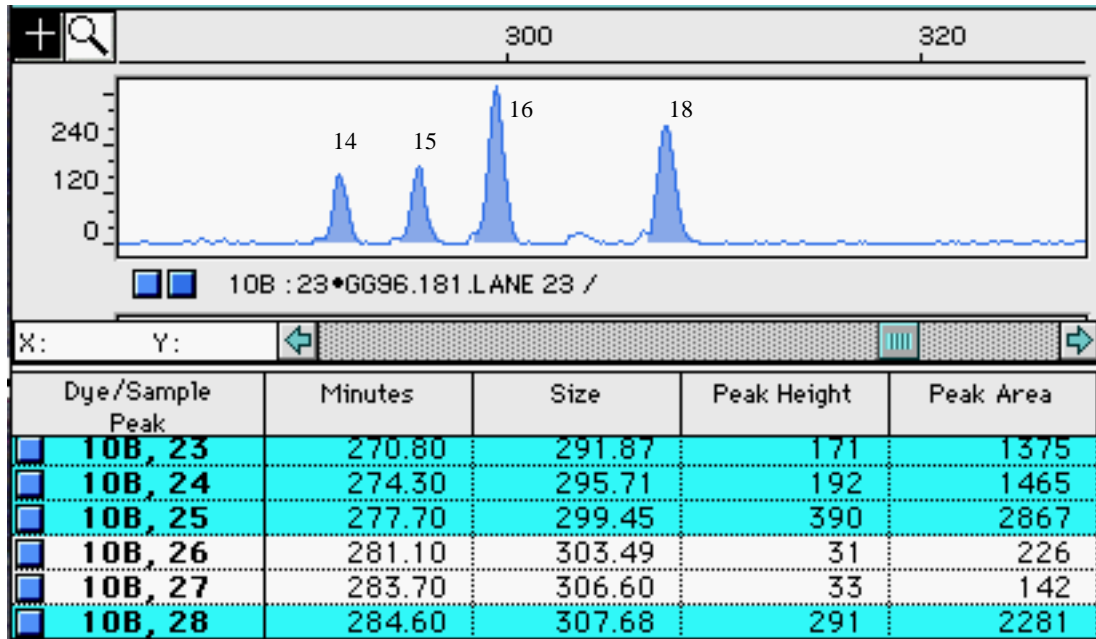 300 320
16 18
14 15
240
120
0
10B : 23•GG96.181.LANE 23 /
X: Y:
Dye/Sample Peak Minutes Size Peak Height Peak Area
10B, 23 270.80 291.87 171 1375
10B, 24 274.30 295.71 192 1465
10B, 25 277.70 299.45 390 2867
10B, 26 281.10 303.49 31 226
10B, 27 283.70 306.60 33 142
10B, 28 284.60 307.68 291 2281